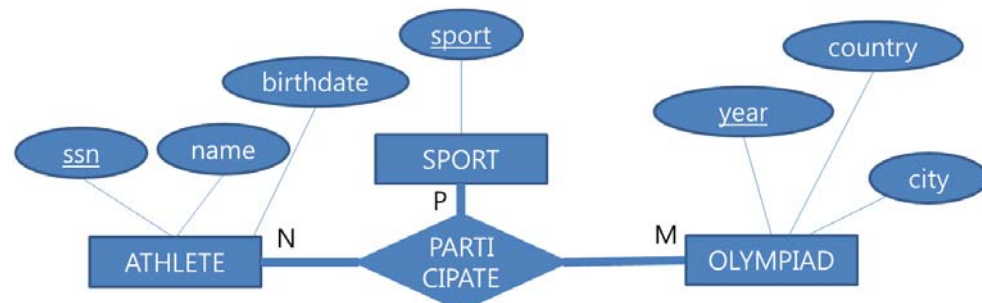 sport
country
birthdate
year
ssn
name
SPORT
city
P
N
M
ATHLETE
PARTI
CIPATE
OLYMPIAD